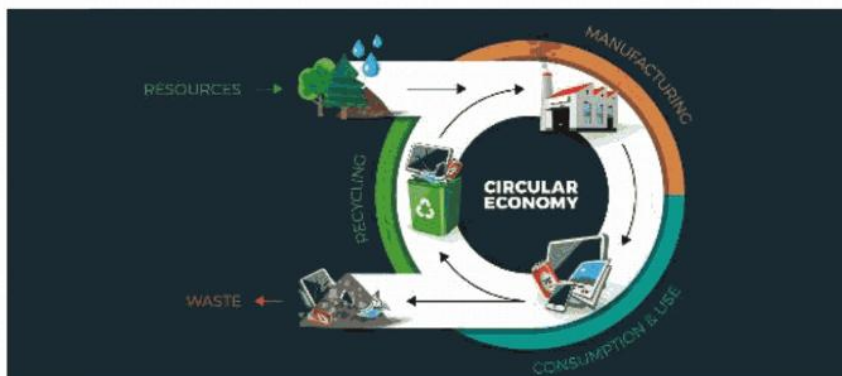 RESOURCES
MANUFACTURING
RECYCLING
CIRCULAR
ECONOMY
WASTE
CONSUMPTION & USE